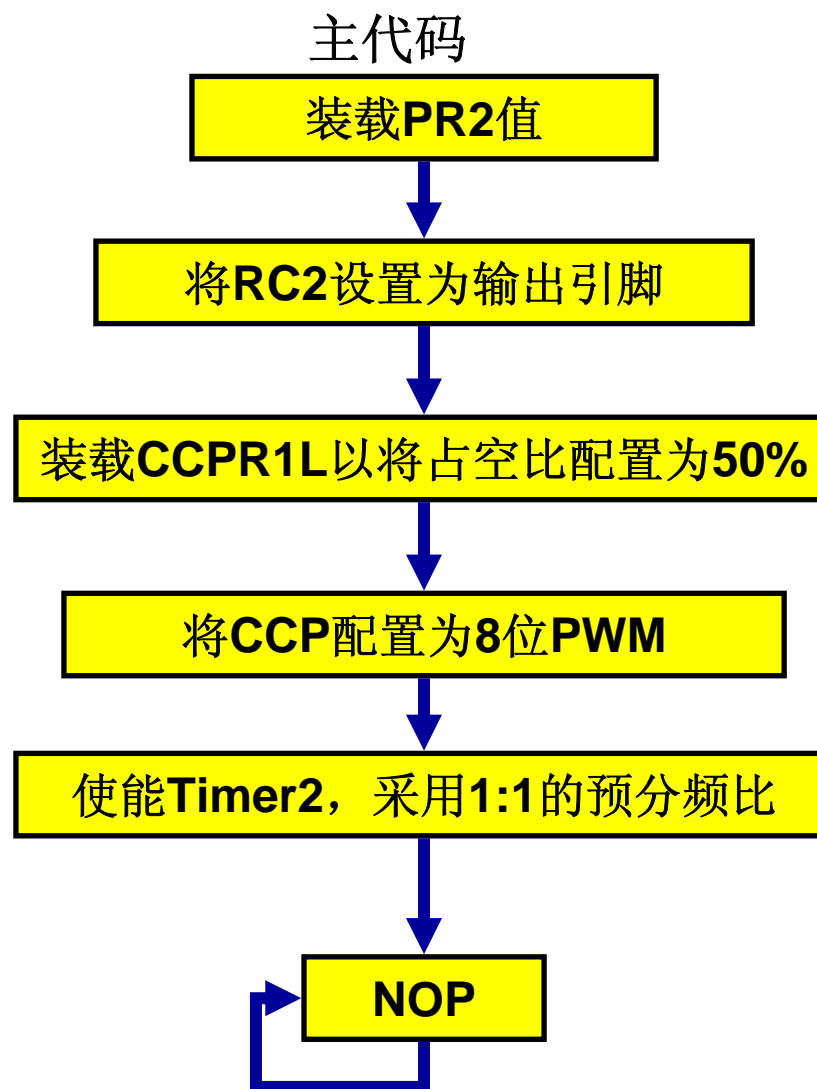 主代码
装载PR2值
将RC2设置为输出引脚
装载CCPR1L以将占空比配置为50%
将CCP配置为8位PWM
使能Timer2，采用1:1的预分频比
NOP